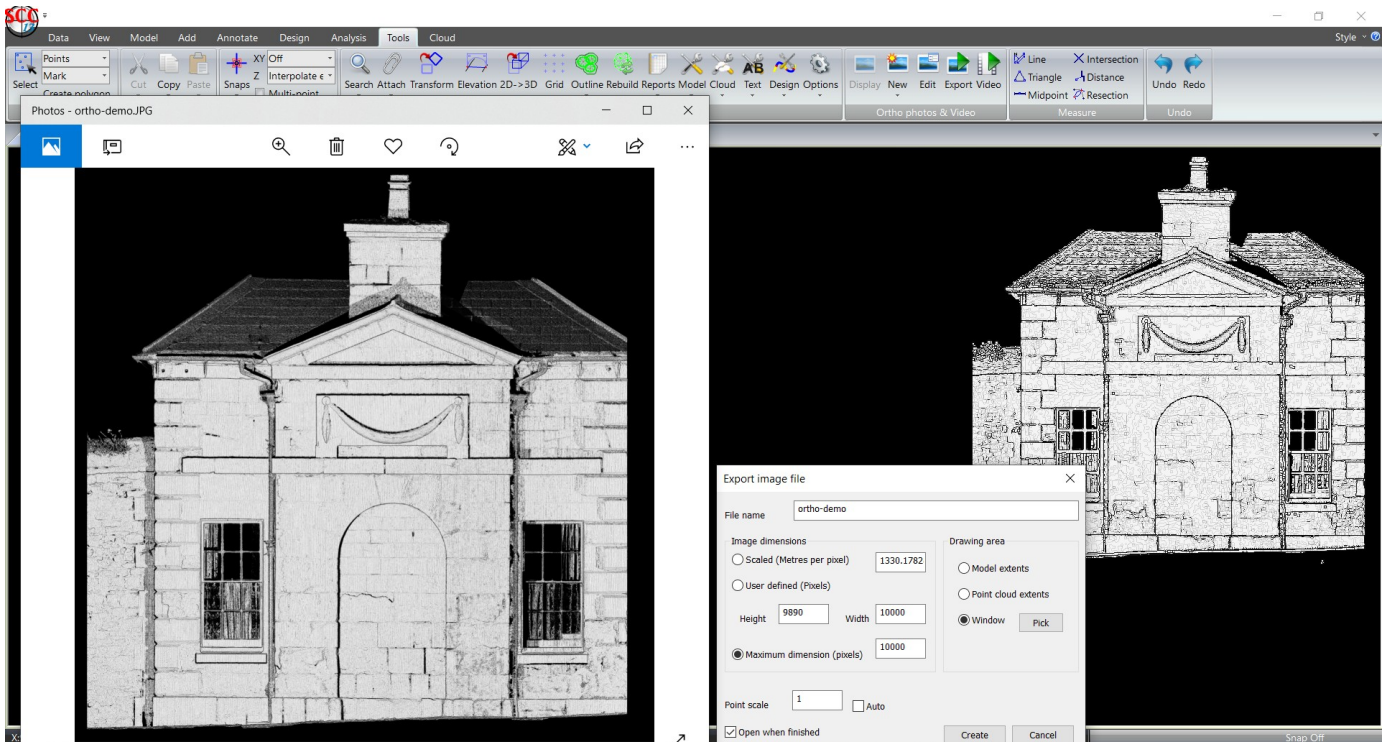 SCC
12
Data View Model Add Annotate Design Analysis Tools Cloud Style
Points XY Off Line Intersection
Mark Z Interpolate e Triangle Distance
Create polygon Multi-point Midpoint Resection
Select Cut Copy Paste Snaps Search Attach Transform Elevation 2D->3D Grid Outline Rebuild Reports Model Cloud Text Design Options Display New Edit Export Video Undo Redo
Ortho photos & Video Measure Undo
Photos - ortho-demo.JPG
Export image file
File name ortho-demo
Image dimensions Drawing area
Scaled (Metres per pixel) 1330.1782 Model extents
User defined (Pixels) Point cloud extents
Height 9890 Width 10000 Window Pick
Maximum dimension (pixels) 10000
Point scale 1 Auto
Open when finished Create Cancel
X: Snap Off